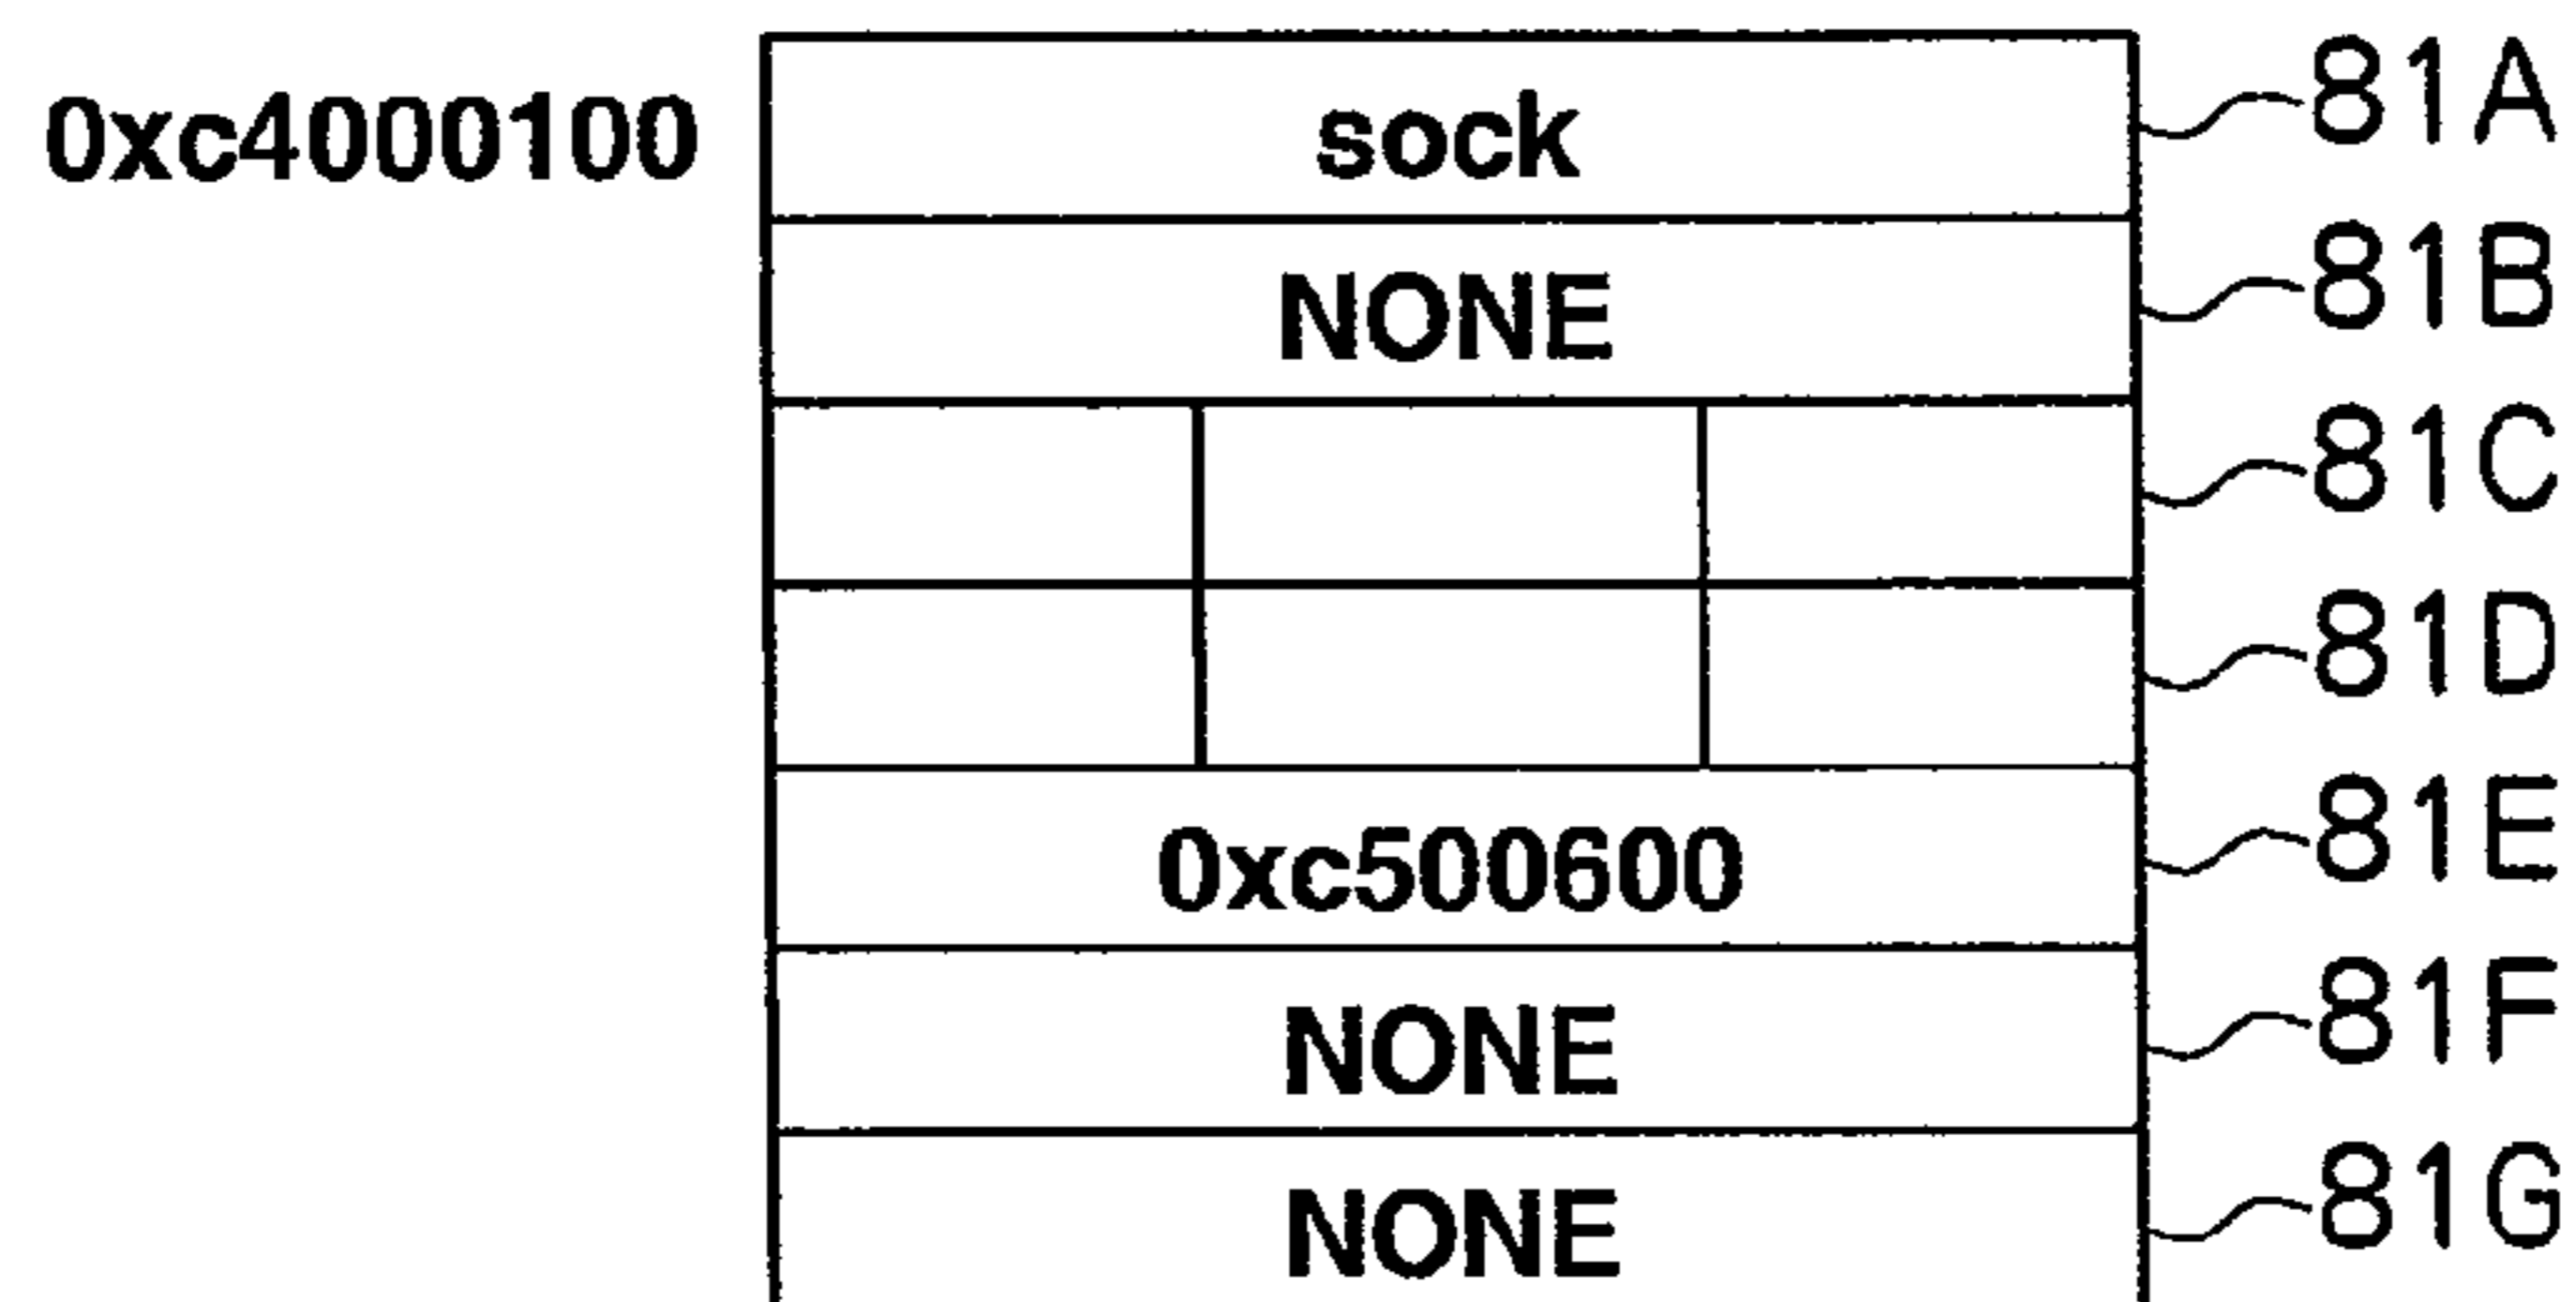 0xc4000100 sock 81A
NONE 81B
81C
81D
0xc500600 81E
NONE 81F
NONE 81G